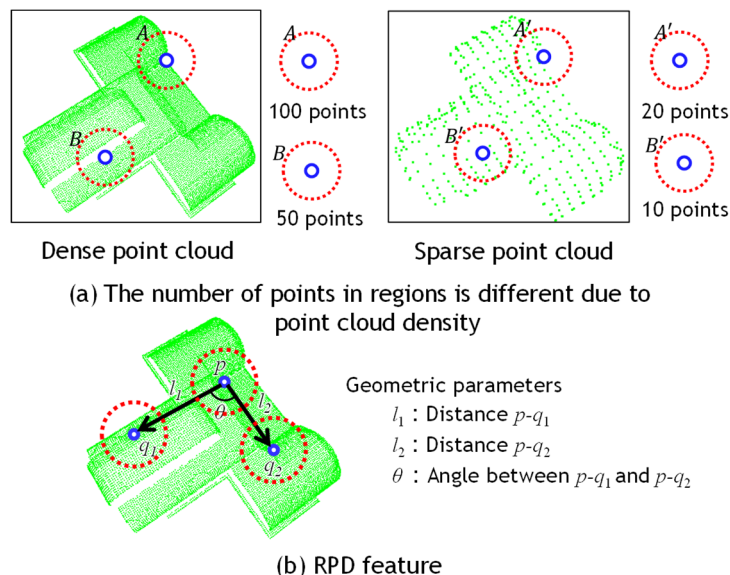 A
A
100 points
B
B
50 points
Dense point cloud
A′
A′
20 points
B′
B′
10 points
Sparse point cloud
(a) The number of points in regions is different due to
point cloud density
p
l₁
l₂
θ
q₁
q₂
Geometric parameters
l₁ : Distance p-q₁
l₂ : Distance p-q₂
θ : Angle between p-q₁ and p-q₂
(b) RPD feature